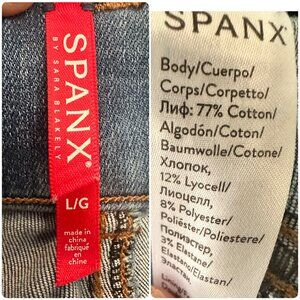 SPANX®
BY SARA BLAKELY
L/G
made in
china
fabriqué
en chine
SPANX
Body/Cuerpo/
Corps/Corpetto/
Лиф: 77% Cotton/
Algodón/Coton/
Baumwolle/Cotone/
Хлопок,
12% Lyocell/
Лиоцелл,
8% Polyester/
Poliéster/Poliestere/
Полиэстер,
3% Elastane/
Elastano/Elastan/
Эластан.